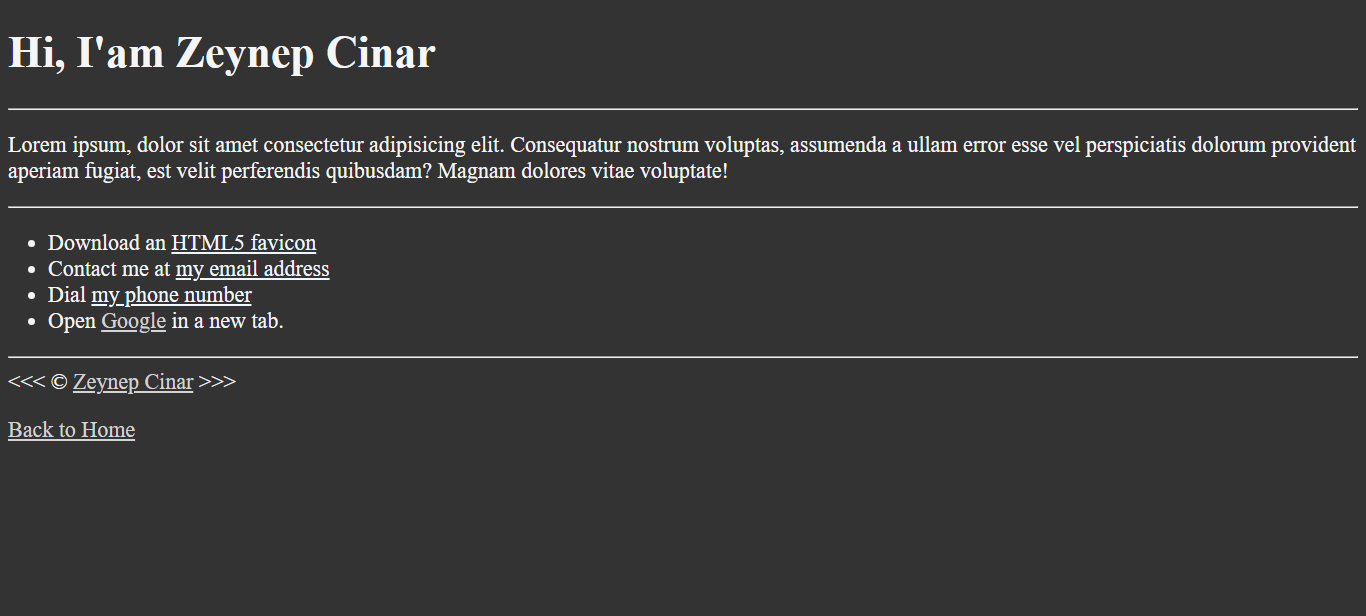 Hi, I'am Zeynep Cinar
Lorem ipsum, dolor sit amet consectetur adipisicing elit. Consequatur nostrum voluptas, assumenda a ullam error esse vel perspiciatis dolorum provident
aperiam fugiat, est velit perferendis quibusdam? Magnam dolores vitae voluptate!
• Download an HTML5 favicon
• Contact me at my email address
• Dial my phone number
• Open Google in a new tab.
<<< © Zeynep Cinar >>>
Back to Home